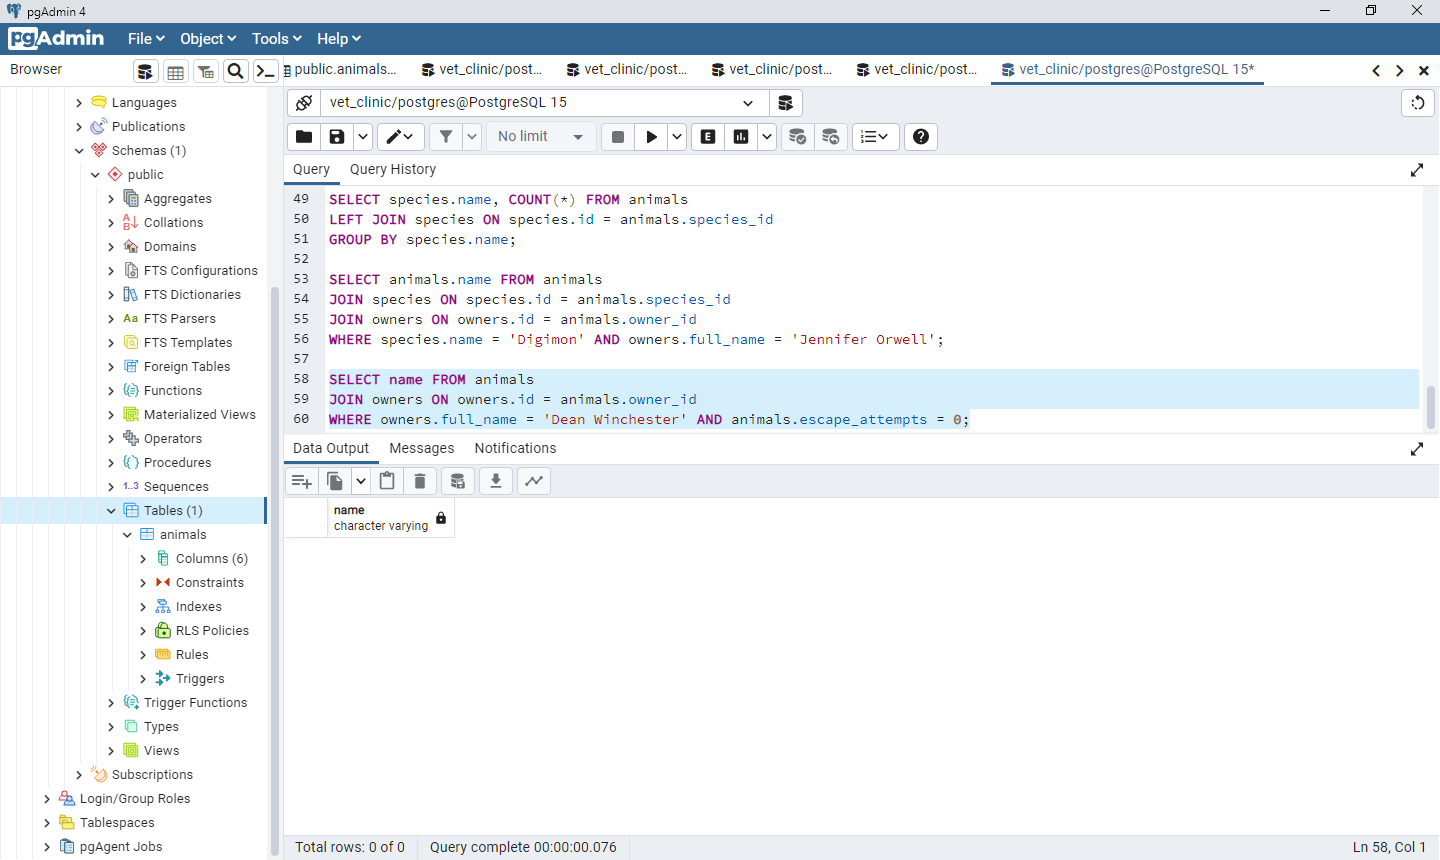 pgAdmin 4
pgAdmin File Object Tools Help
Browser
public.animals... vet_clinic/post... vet_clinic/post... vet_clinic/post... vet_clinic/post... vet_clinic/postgres@PostgreSQL 15*
vet_clinic/postgres@PostgreSQL 15
No limit
E
Query Query History
49 SELECT species.name, COUNT(*) FROM animals
50 LEFT JOIN species ON species.id = animals.species_id
51 GROUP BY species.name;
52
53 SELECT animals.name FROM animals
54 JOIN species ON species.id = animals.species_id
55 JOIN owners ON owners.id = animals.owner_id
56 WHERE species.name = 'Digimon' AND owners.full_name = 'Jennifer Orwell';
57
58 SELECT name FROM animals
59 JOIN owners ON owners.id = animals.owner_id
60 WHERE owners.full_name = 'Dean Winchester' AND animals.escape_attempts = 0;
Data Output Messages Notifications
name
character varying
Total rows: 0 of 0 Query complete 00:00:00.076 Ln 58, Col 1
Languages
Publications
Schemas (1)
public
Aggregates
Collations
Domains
FTS Configurations
FTS Dictionaries
Aa FTS Parsers
FTS Templates
Foreign Tables
Functions
Materialized Views
Operators
Procedures
1..3 Sequences
Tables (1)
animals
Columns (6)
Constraints
Indexes
RLS Policies
Rules
Triggers
Trigger Functions
Types
Views
Subscriptions
Login/Group Roles
Tablespaces
pgAgent Jobs